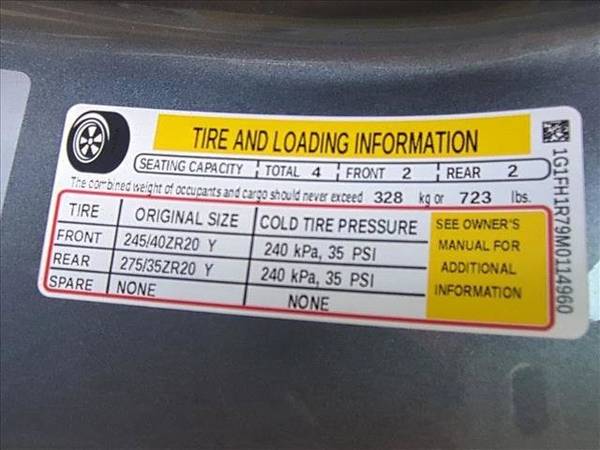 TIRE AND LOADING INFORMATION
SEATING CAPACITY TOTAL 4 FRONT 2 REAR 2
The combined weight of occupants and cargo should never exceed 328 kg or 723 lbs.
TIRE ORIGINAL SIZE COLD TIRE PRESSURE
FRONT 245/40ZR20 Y 240 kPa, 35 PSI
REAR 275/35ZR20 Y 240 kPa, 35 PSI
SPARE NONE NONE
SEE OWNER'S
MANUAL FOR
ADDITIONAL
INFORMATION
1G1FH1R79M0114960